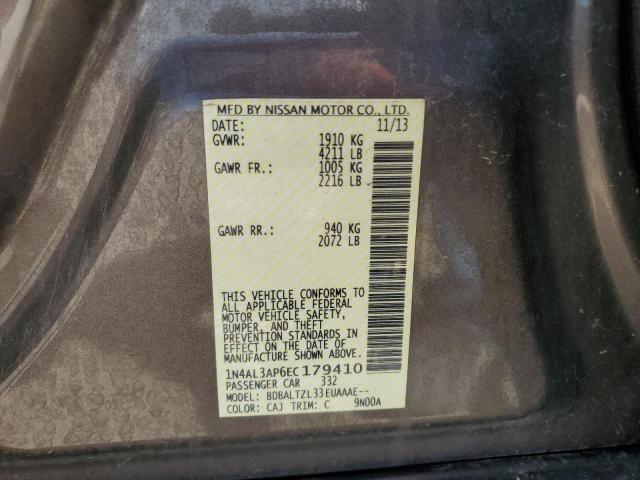 MFD BY NISSAN MOTOR CO., LTD.
DATE: 11/13
GVWR: 1910 KG
4211 LB
GAWR FR.: 1005 KG
2216 LB
GAWR RR.: 940 KG
2072 LB
THIS VEHICLE CONFORMS TO
ALL APPLICABLE FEDERAL
MOTOR VEHICLE SAFETY,
BUMPER, AND THEFT
PREVENTION STANDARDS IN
EFFECT ON THE DATE OF
MANUFACTURE SHOWN ABOVE.
1N4AL3AP6EC179410
PASSENGER CAR 332
MODEL: BDBALTZL33EUAAAE--
COLOR: CAJ TRIM: C 9N00A